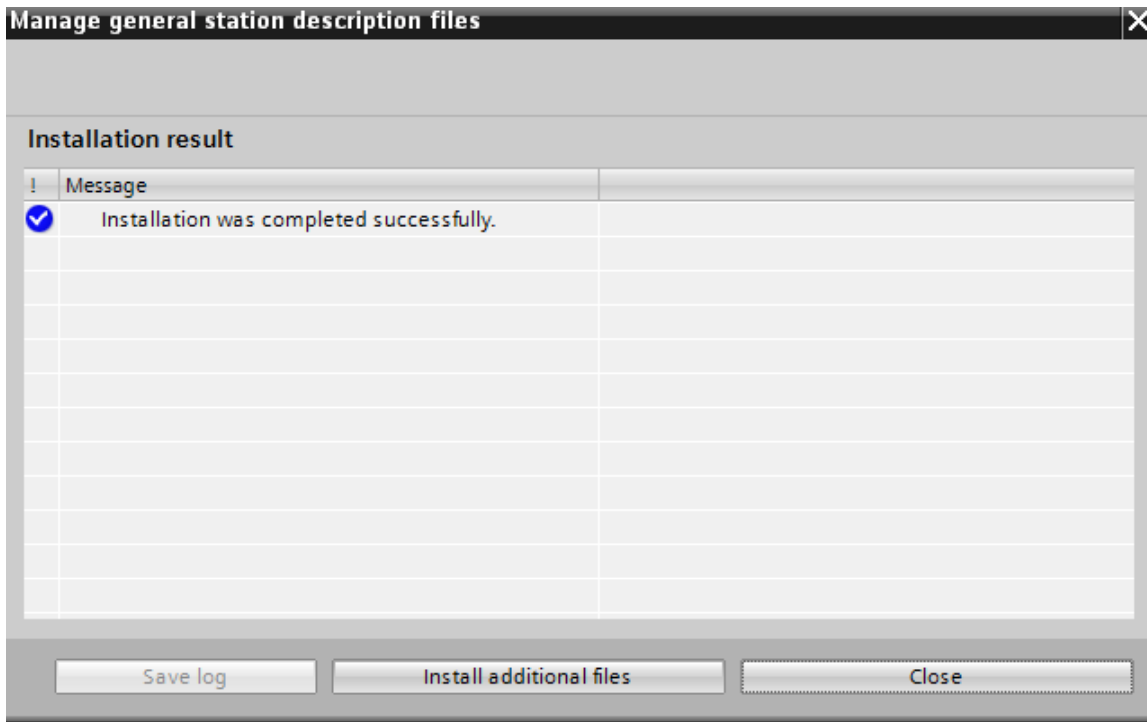 Manage general station description files
Installation result
! Message
Installation was completed successfully.
Save log Install additional files Close